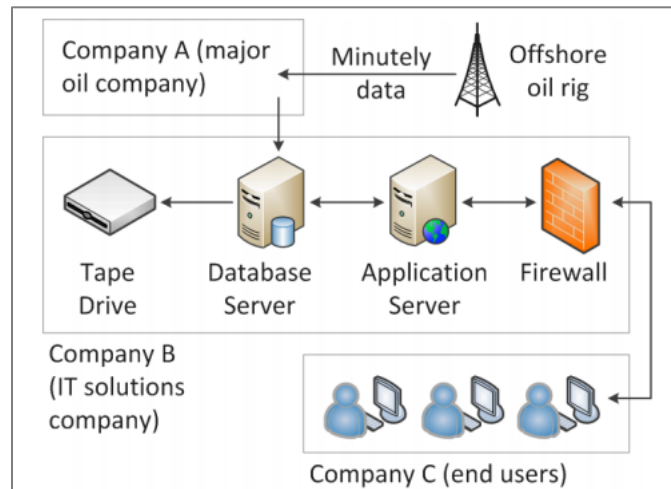 Company A (major
oil company)
Minutely
data
Offshore
oil rig
Tape
Drive
Database
Server
Application
Server
Firewall
Company B
(IT solutions
company)
Company C (end users)